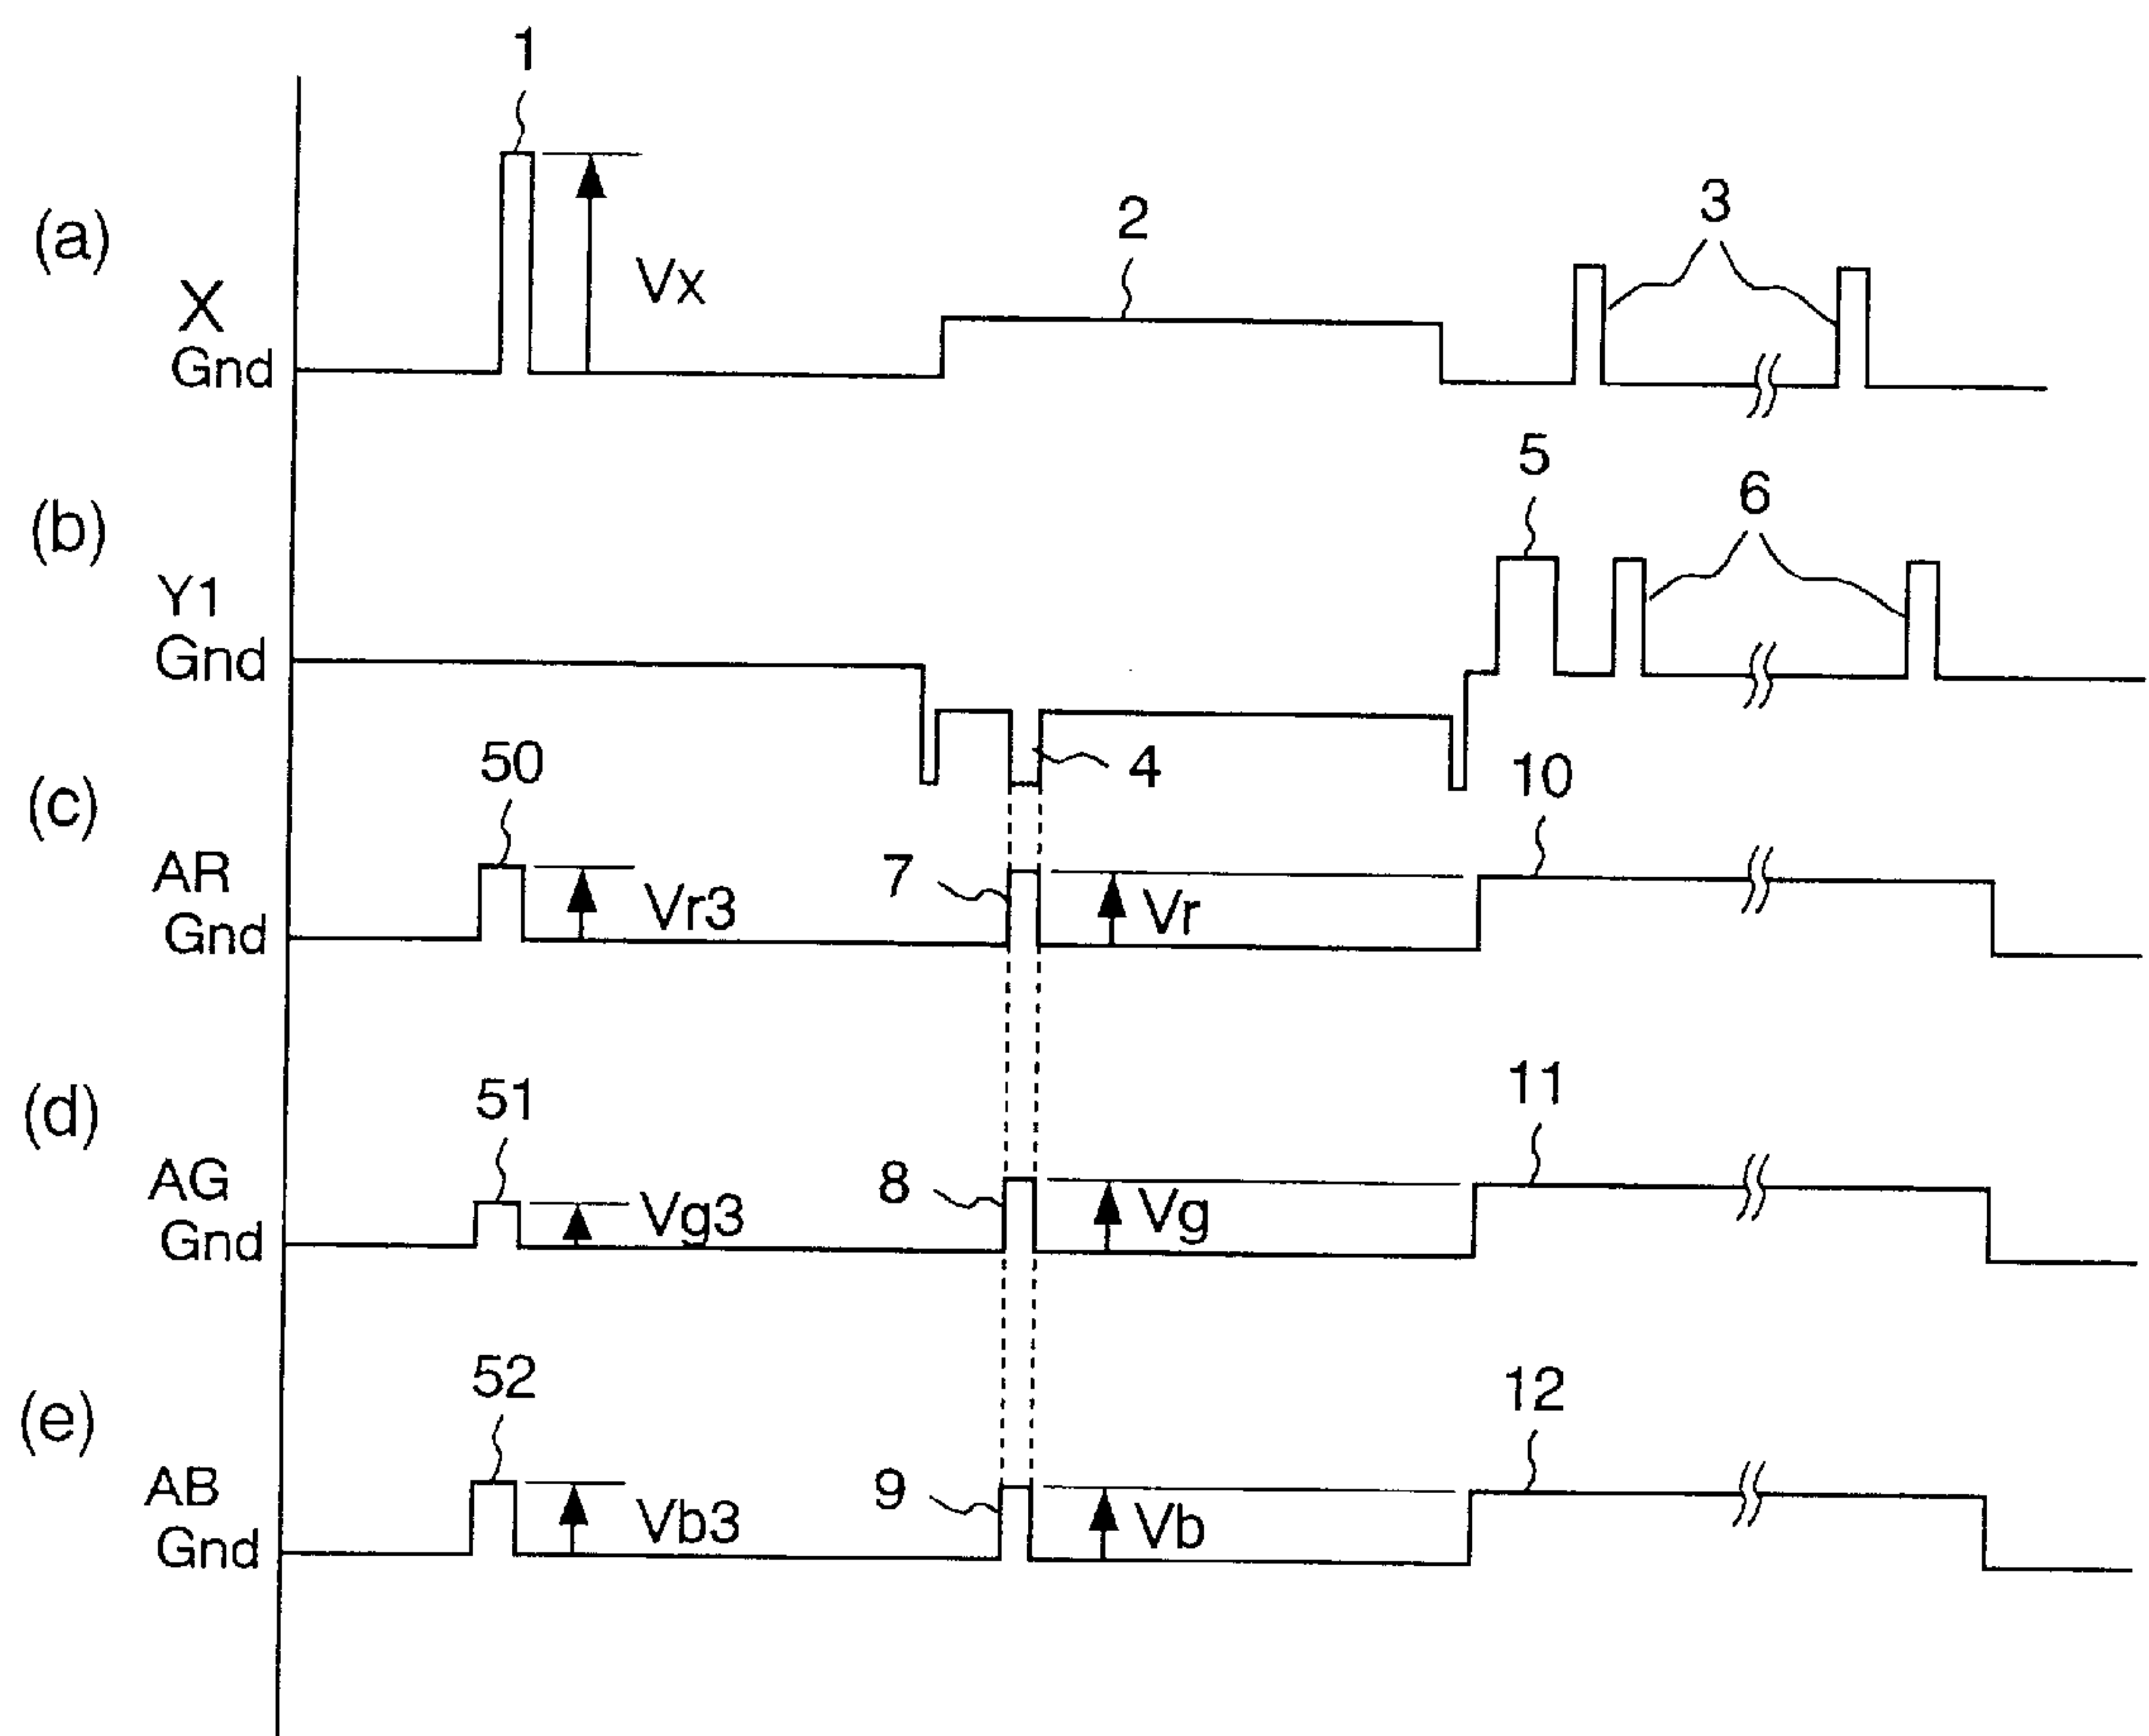 1
(a)
X
Gnd
Vx
2
3
(b)
Y1
Gnd
4
5
6
(c)
AR
Gnd
50
Vr3
7
Vr
10
(d)
AG
Gnd
51
Vg3
8
Vg
11
(e)
AB
Gnd
52
Vb3
9
Vb
12